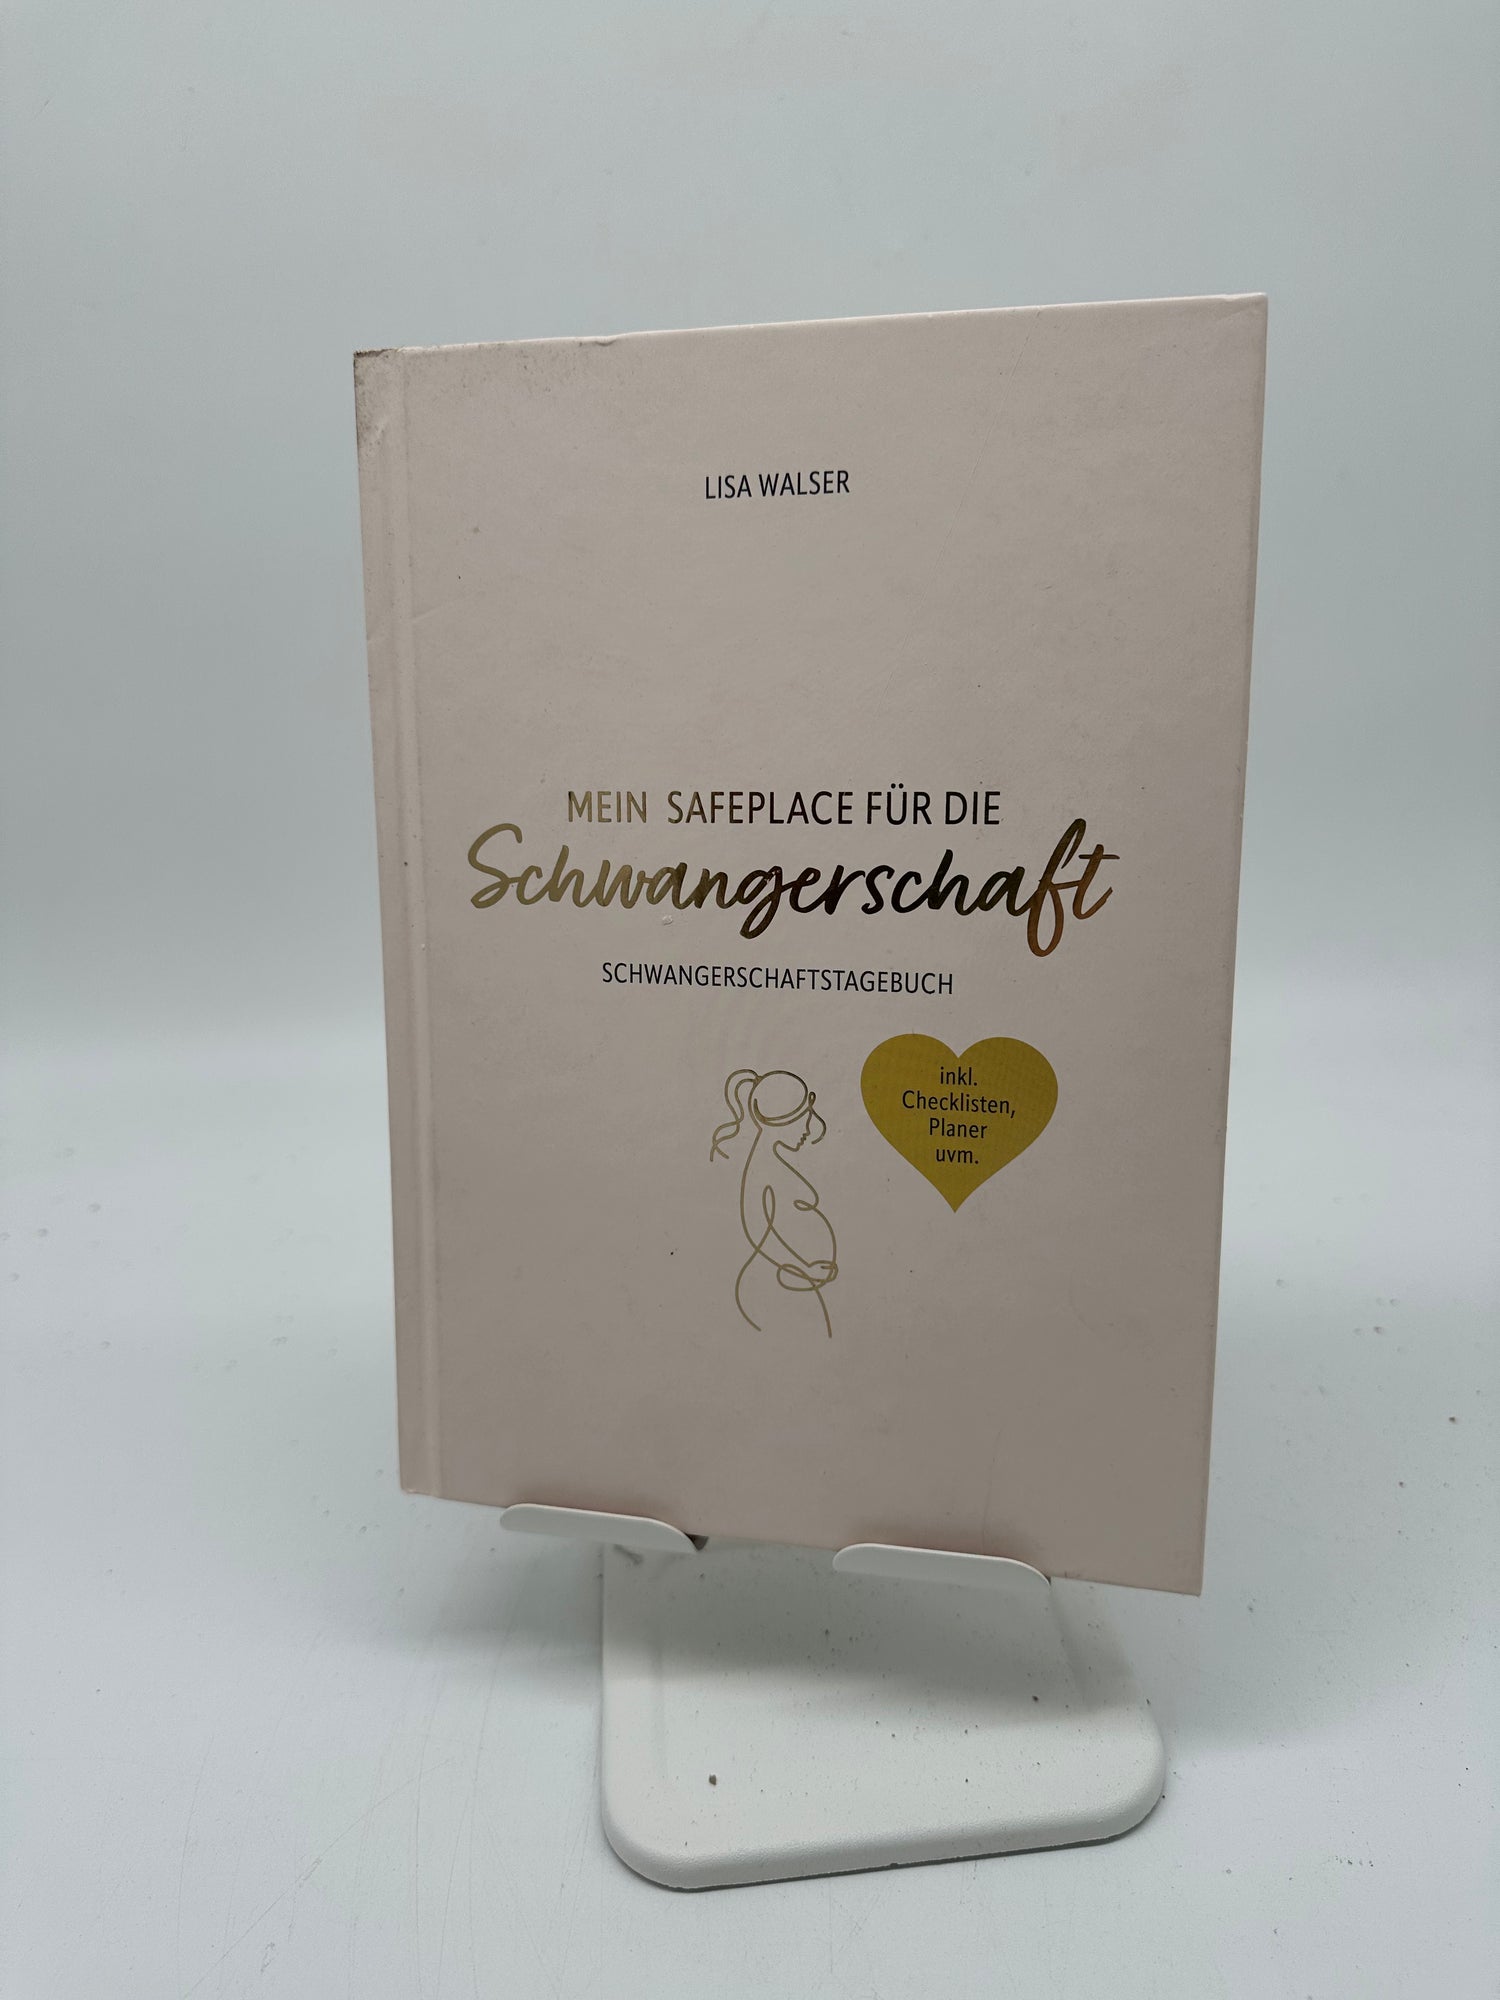 LISA WALSER
MEIN SAFEPLACE FÜR DIE
Schwangerschaft
SCHWANGERSCHAFTSTAGEBUCH
inkl.
Checklisten,
Planer
uvm.